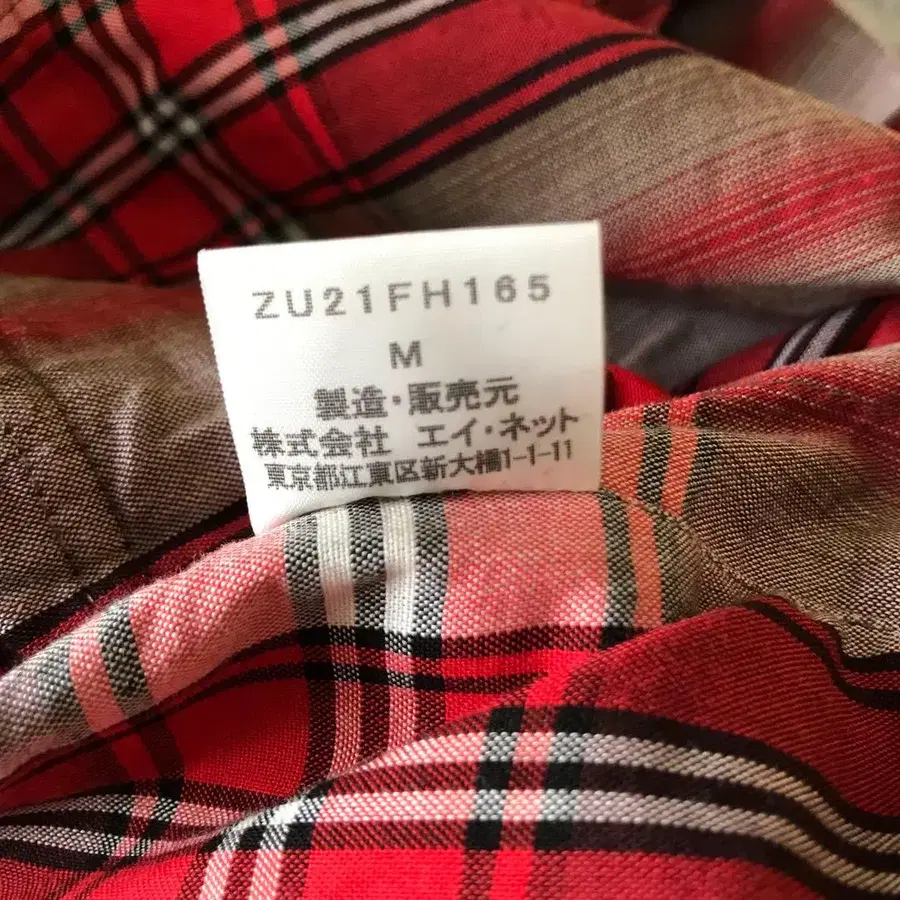 ZU21FH165
M
製造・販売元
株式会社 エイ・ネット
東京都江東区新大橋1-1-11